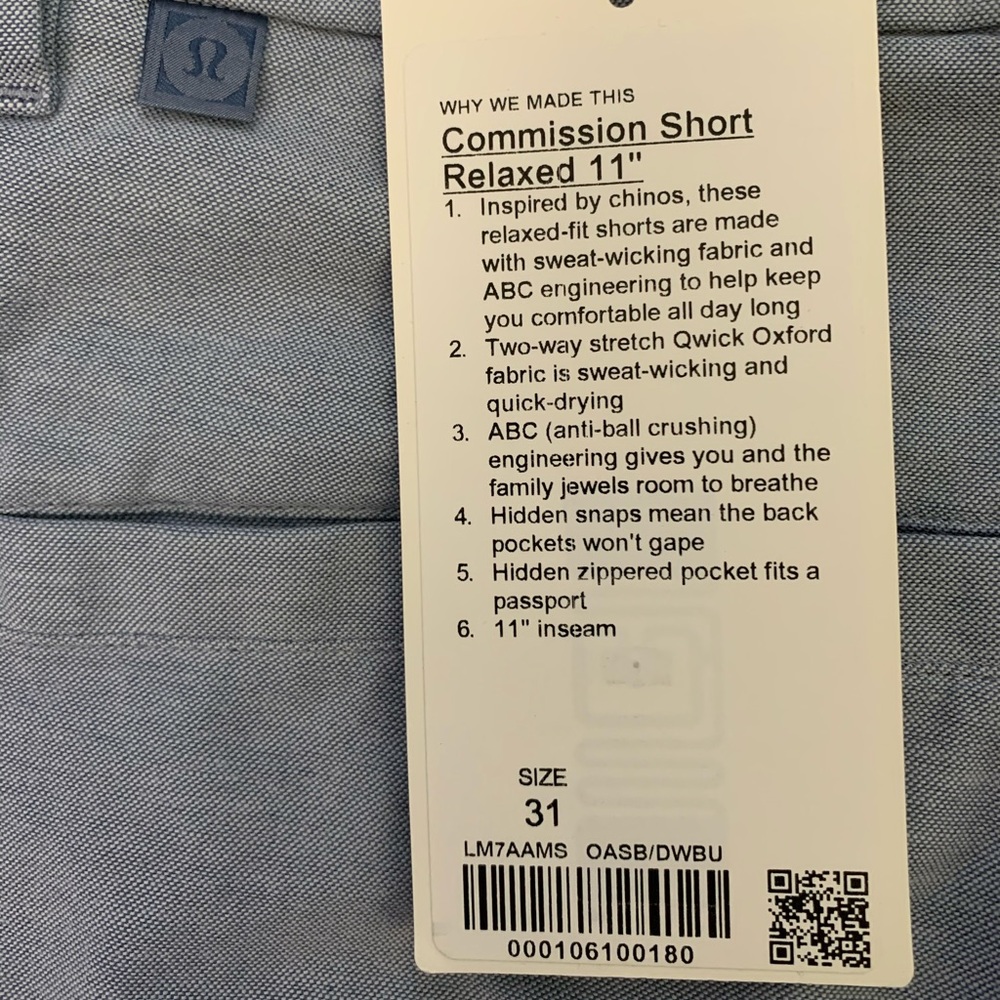 WHY WE MADE THIS
Commission Short
Relaxed 11"
1. Inspired by chinos, these
relaxed-fit shorts are made
with sweat-wicking fabric and
ABC engineering to help keep
you comfortable all day long
2. Two-way stretch Qwick Oxford
fabric is sweat-wicking and
quick-drying
3. ABC (anti-ball crushing)
engineering gives you and the
family jewels room to breathe
4. Hidden snaps mean the back
pockets won't gape
5. Hidden zippered pocket fits a
passport
6. 11" inseam
SIZE
31
LM7AAMS OASB/DWBU
000106100180